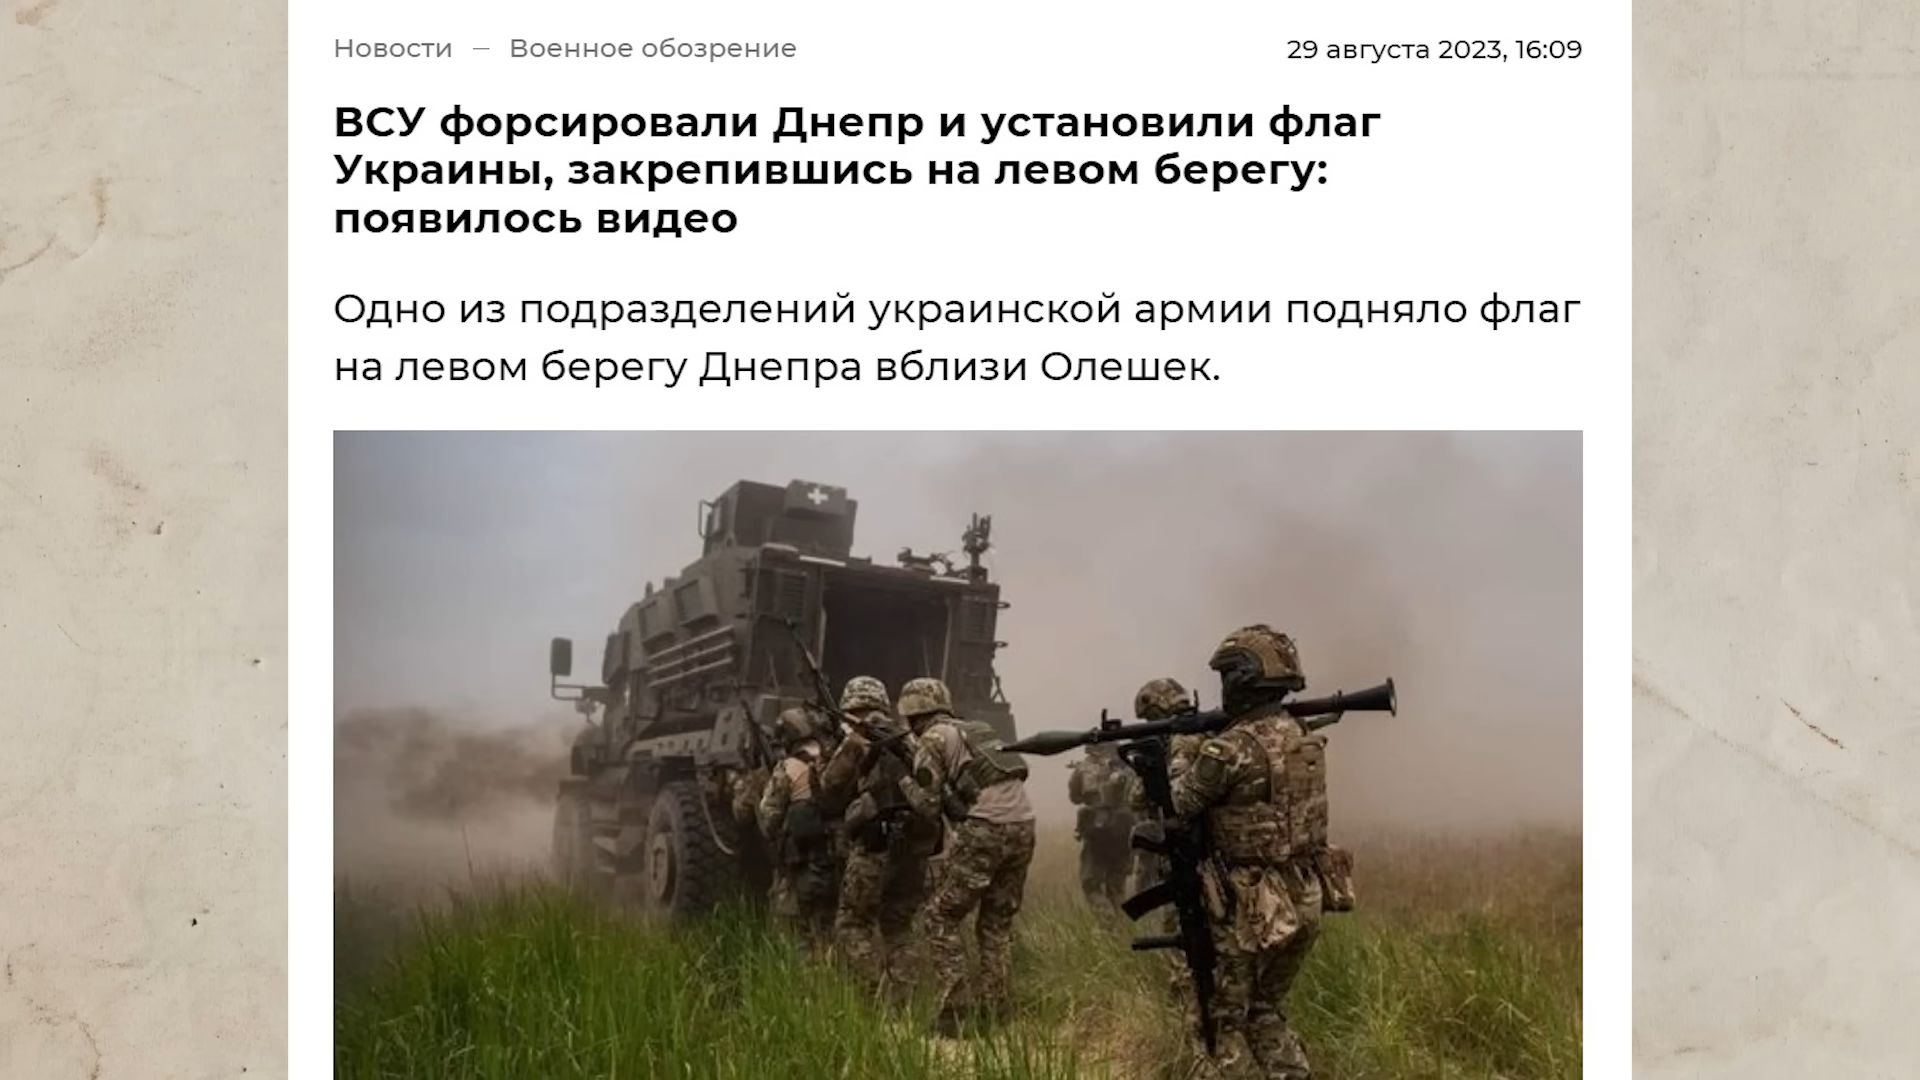 Новости — Военное обозрение
29 августа 2023, 16:09
ВСУ форсировали Днепр и установили флаг
Украины, закрепившись на левом берегу:
появилось видео
Одно из подразделений украинской армии подняло флаг
на левом берегу Днепра вблизи Олешек.